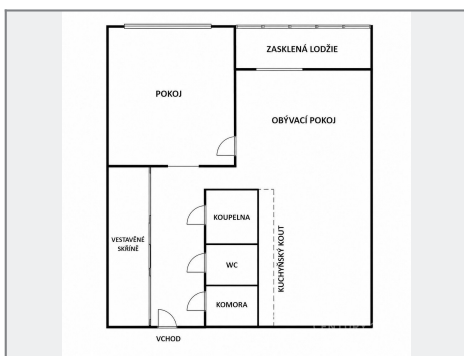 ZASKLENÁ LODŽIE
POKOJ
OBÝVACÍ POKOJ
KOUPELNA
VESTAVĚNÉ
SKŘÍNĚ
WC
KUCHYŇSKÝ KOUT
KOMORA
VCHOD